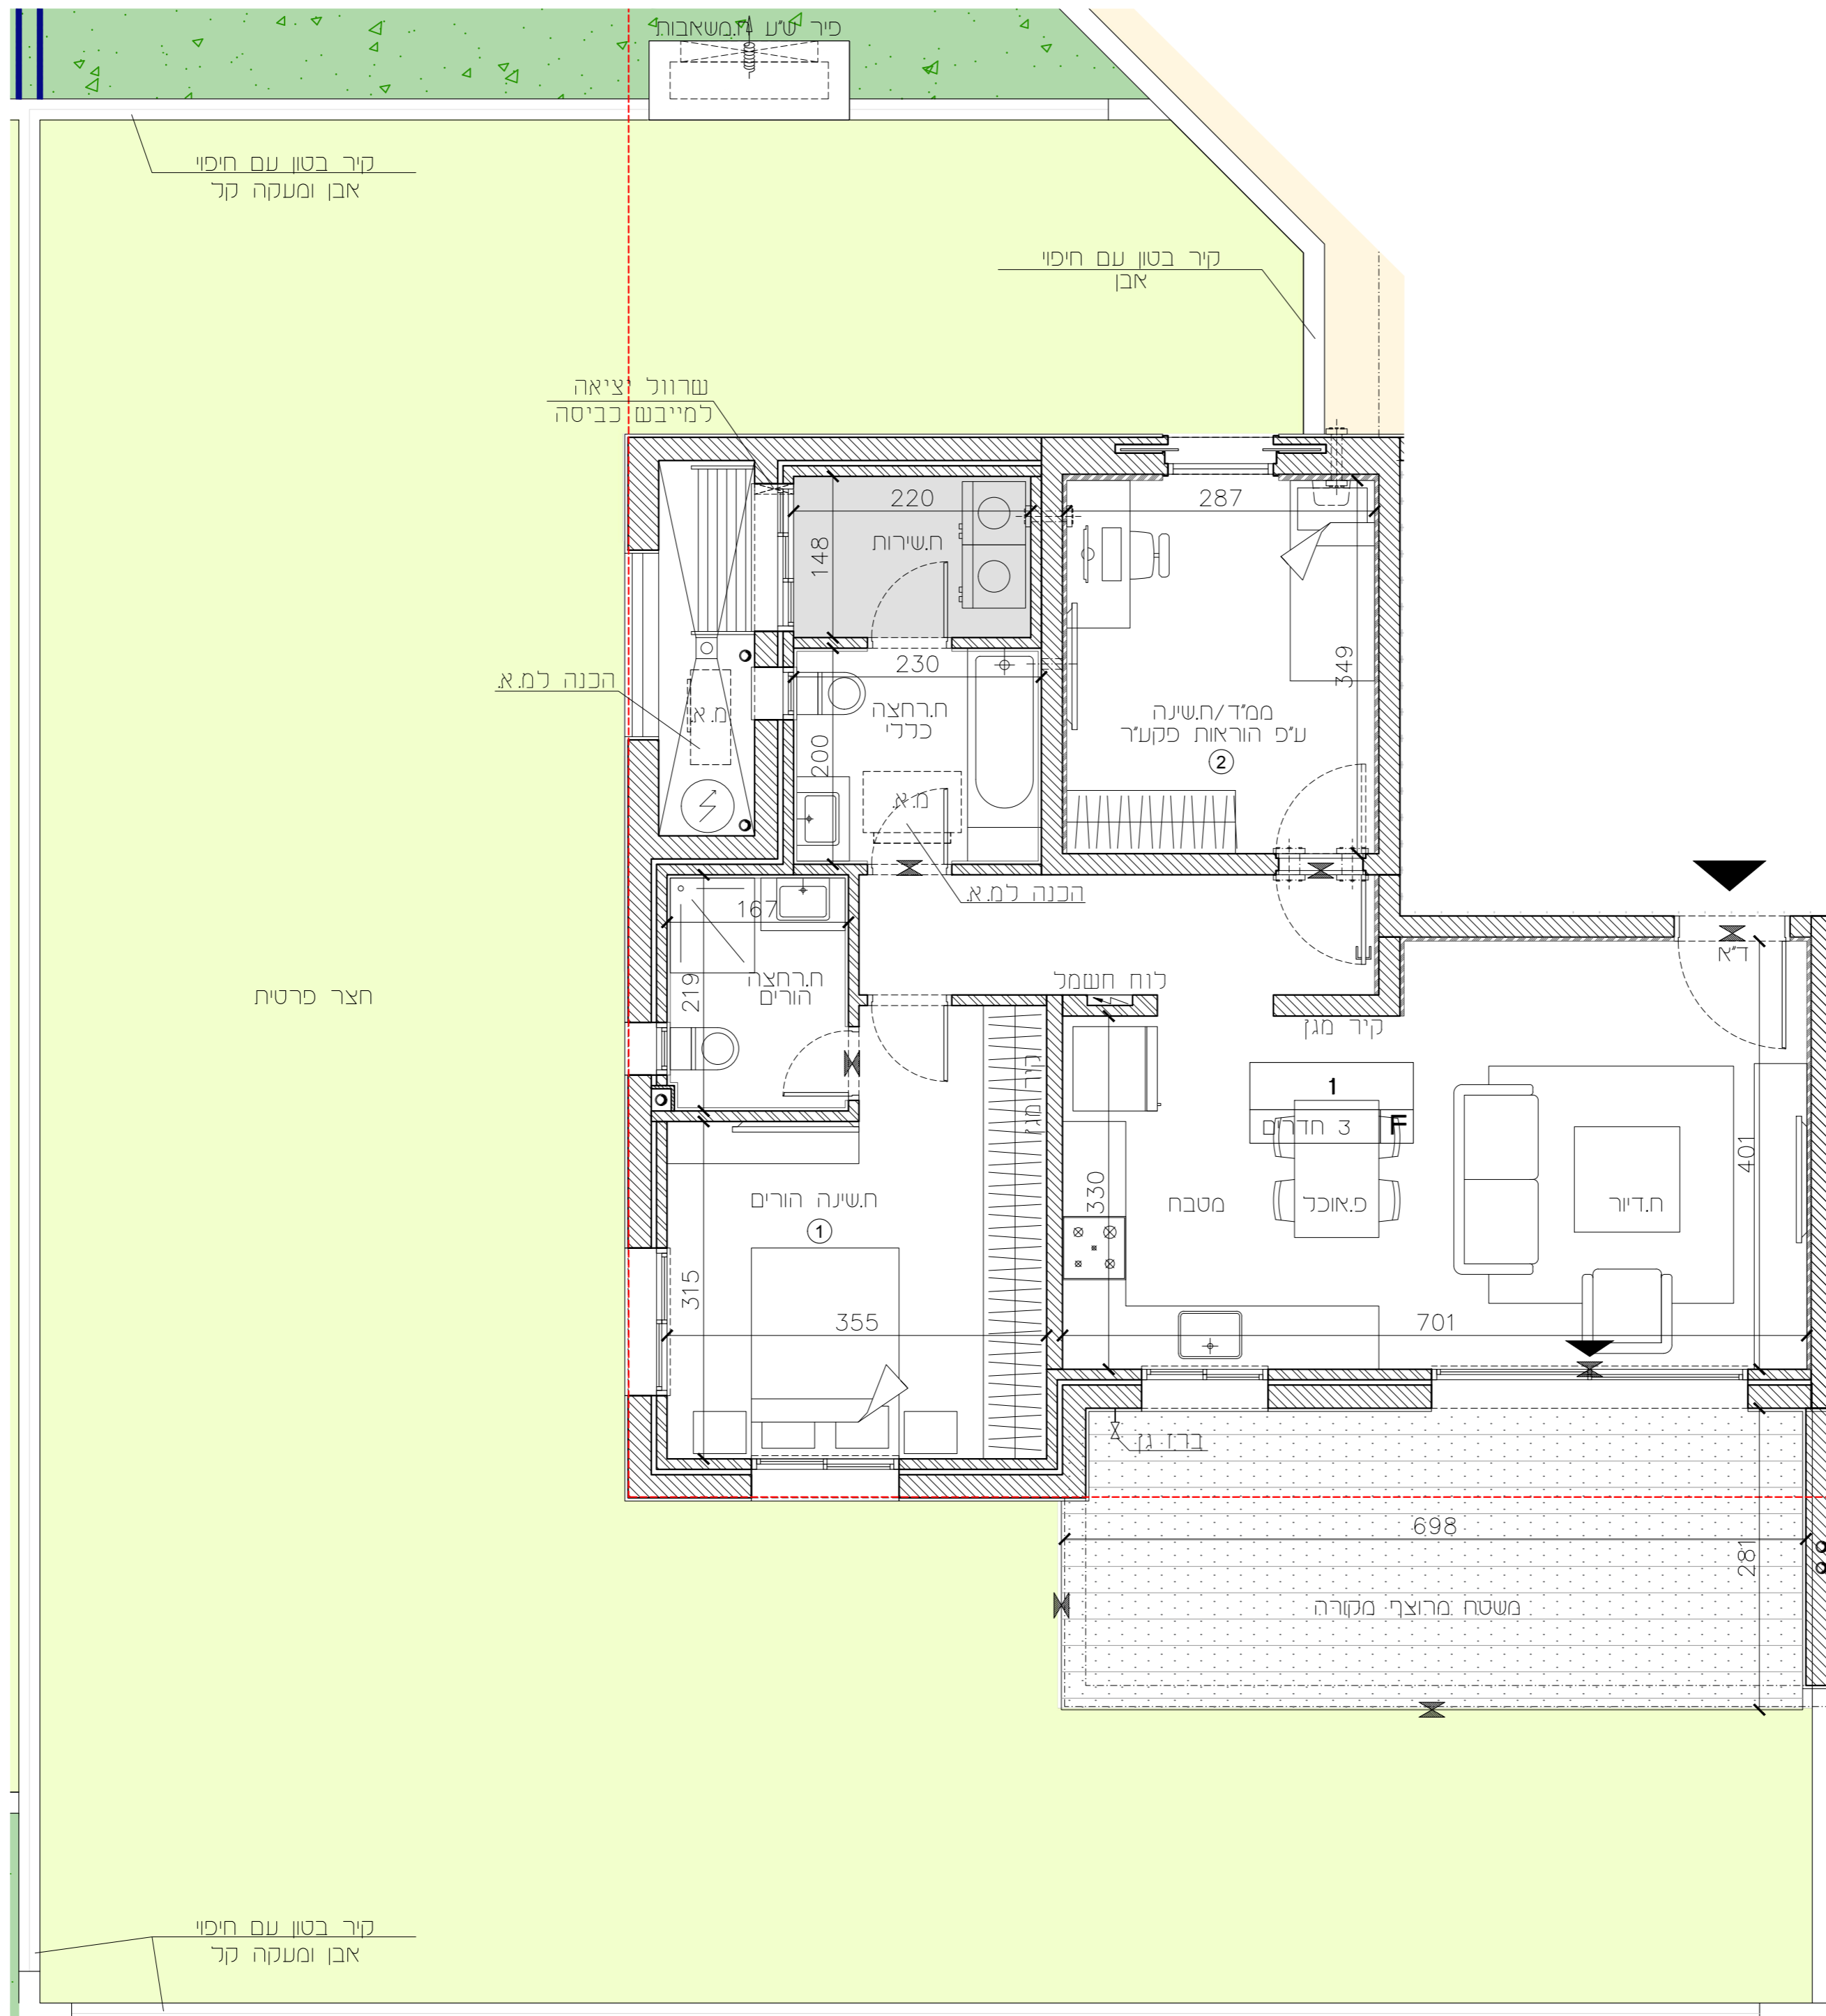 פיר ש״ע ח.משאבות
קיר בטון עם חיפוי
אבן ומעקה קל
קיר בטון עם חיפוי
אבן
שרוול יציאה
למייבש כביסה
220
287
ח.שירות
148
349
230
הכנה למ.א.
מ.א.
ח.רחצה
כללי
ממ״ד/ח.שינה
ע״פ הוראות פקע״ר
2
200
מ.א.
הכנה למ.א.
167
ד״א
219
ח.רחצה
הורים
לוח חשמל
חצר פרטית
קיר מגן
קיר מגן
1
3 חדרים
F
401
330
ח.שינה הורים
1
מטבח
פ.אוכל
ח.דיור
315
355
701
ברז גן
698
281
משטח מרוצף מקורה
קיר בטון עם חיפוי
אבן ומעקה קל